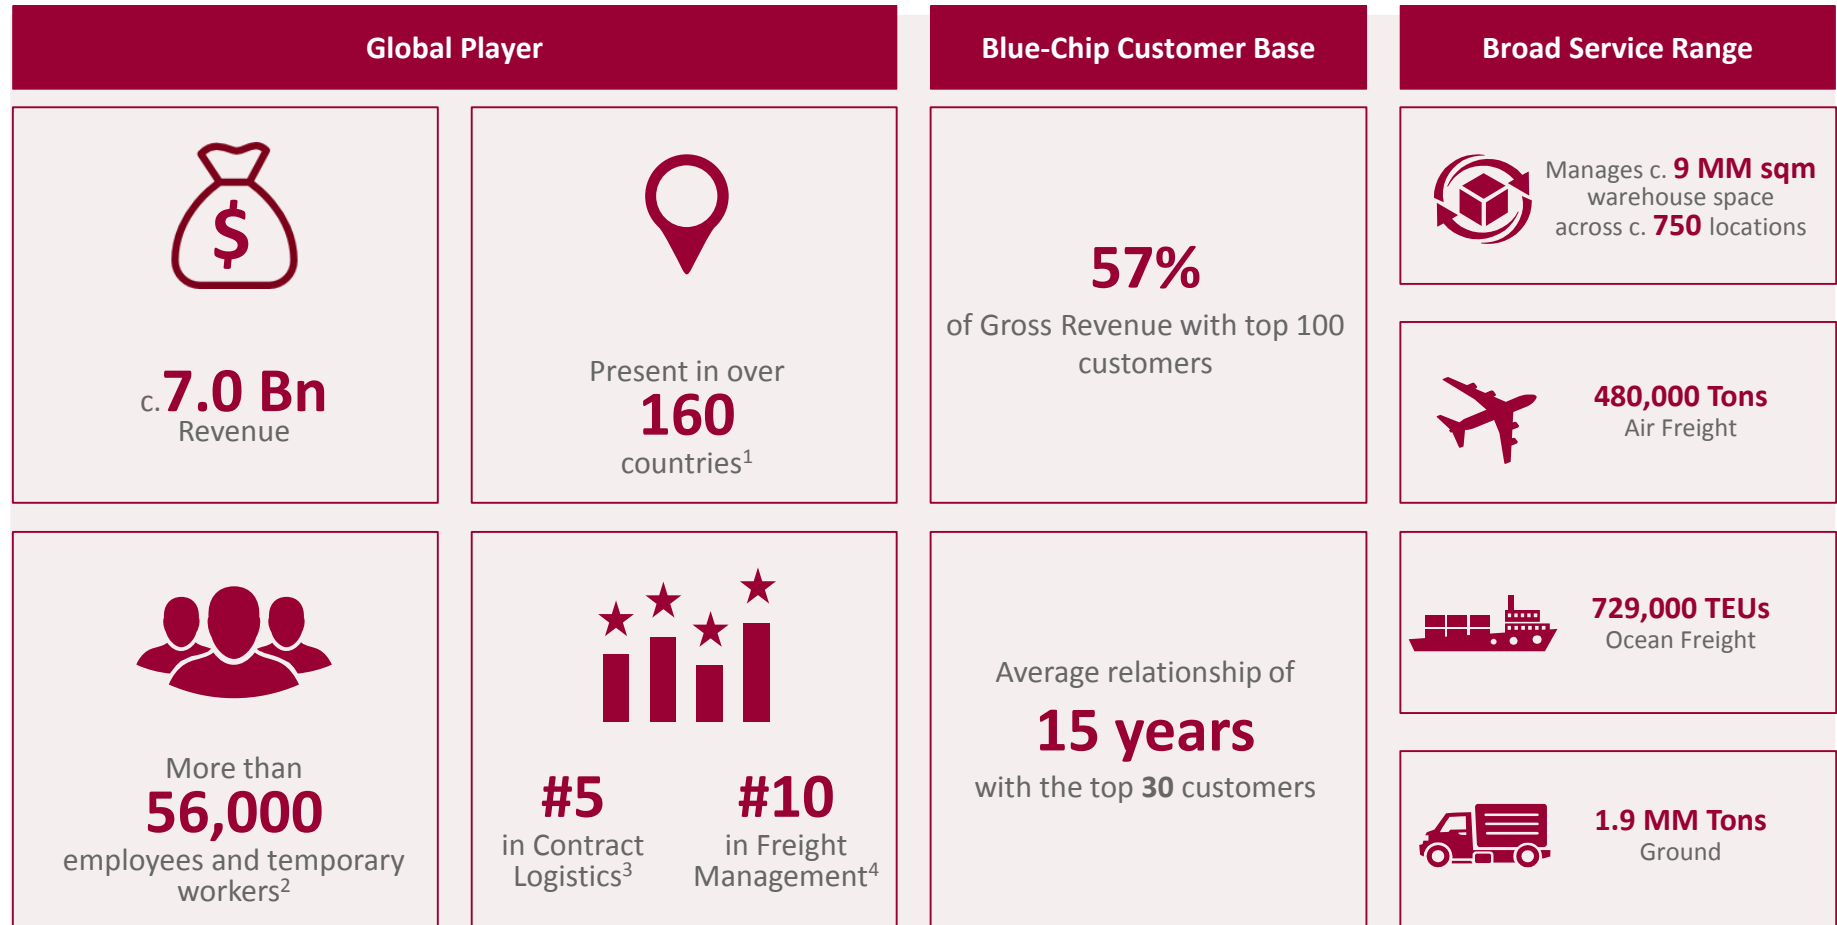 Global Player
$
c. 7.0 Bn
Revenue
Present in over
160
countries¹
More than
56,000
employees and temporary
workers²
#5
in Contract
Logistics³
#10
in Freight
Management⁴
Blue-Chip Customer Base
57%
of Gross Revenue with top 100
customers
Average relationship of
15 years
with the top 30 customers
Broad Service Range
Manages c. 9 MM sqm
warehouse space
across c. 750 locations
480,000 Tons
Air Freight
729,000 TEUs
Ocean Freight
1.9 MM Tons
Ground